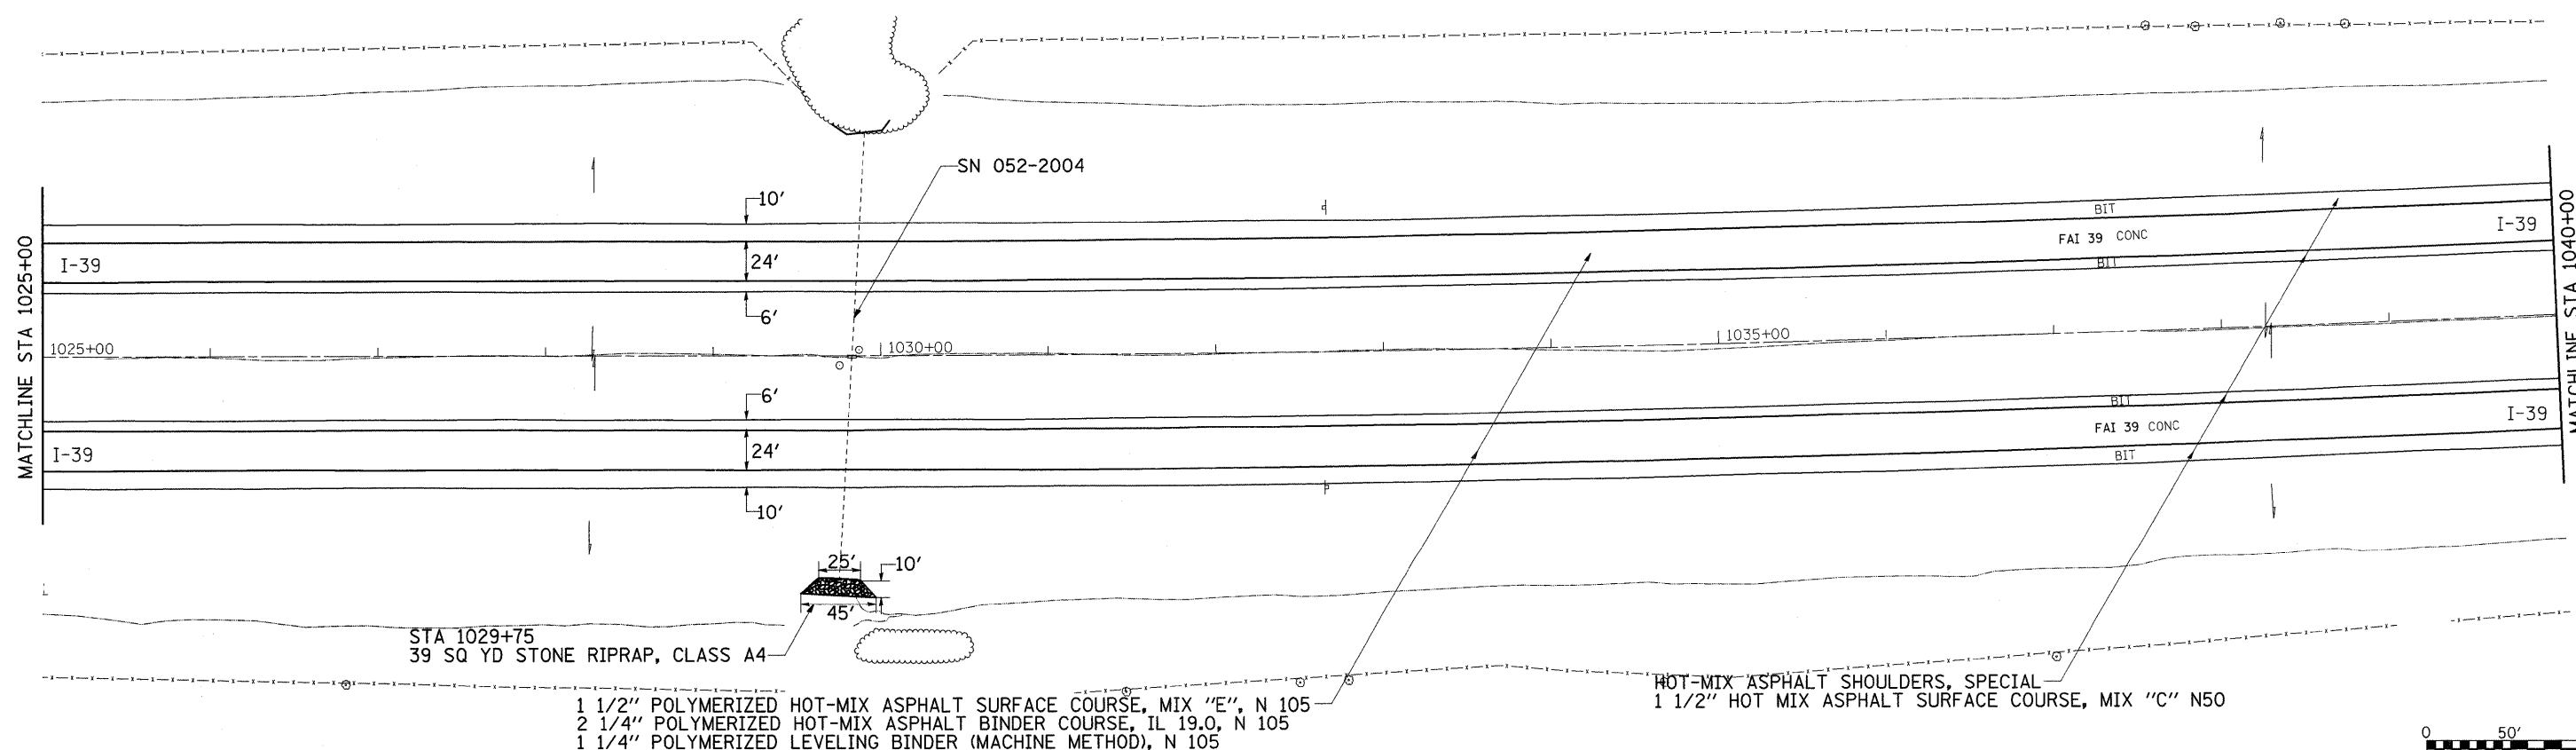 SN 052-2004
10'
BIT
I-39
FAI 39 CONC
24'
I-39
BIT
6'
MATCHLINE STA 1025+00
MATCHLINE STA 1040+00
1025+00
1030+00
1035+00
6'
BIT
I-39
FAI 39 CONC
24'
I-39
BIT
10'
25'
10'
45'
STA 1029+75
39 SQ YD STONE RIPRAP, CLASS A4
1 1/2" POLYMERIZED HOT-MIX ASPHALT SURFACE COURSE, MIX "E", N 105
2 1/4" POLYMERIZED HOT-MIX ASPHALT BINDER COURSE, IL 19.0, N 105
1 1/4" POLYMERIZED LEVELING BINDER (MACHINE METHOD), N 105
HOT-MIX ASPHALT SHOULDERS, SPECIAL
1 1/2" HOT MIX ASPHALT SURFACE COURSE, MIX "C" N50
0 50'